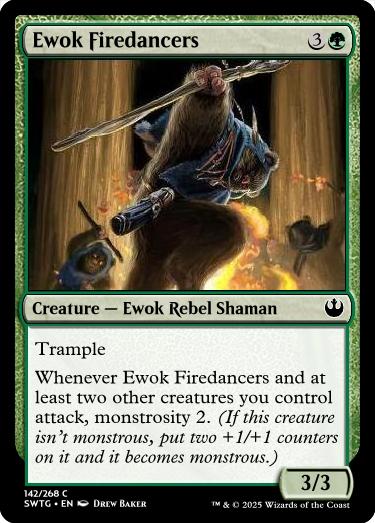 Ewok Firedancers 3
Creature — Ewok Rebel Shaman
Trample
Whenever Ewok Firedancers and at
least two other creatures you control
attack, monstrosity 2. (If this creature
isn't monstrous, put two +1/+1 counters
on it and it becomes monstrous.)
3/3
142/268 C
SWTG • EN Drew Baker
™ & © 2025 Wizards of the Coast